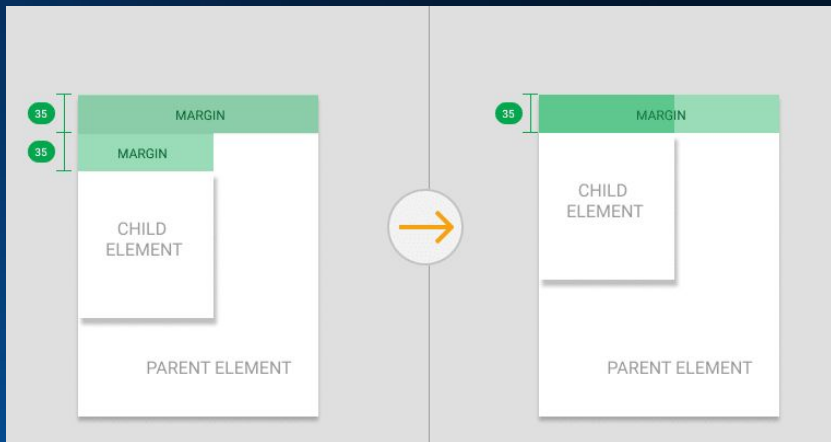 35
MARGIN
35
MARGIN
CHILD
ELEMENT
PARENT ELEMENT
35
MARGIN
CHILD
ELEMENT
PARENT ELEMENT